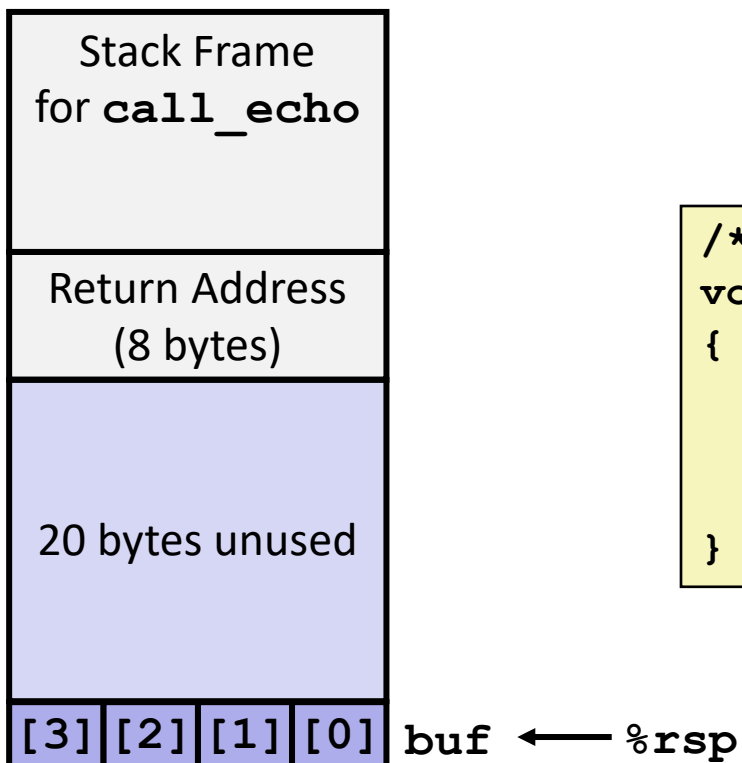 Stack Frame
for call_echo
Return Address
(8 bytes)
20 bytes unused
[3] [2] [1] [0] buf ← %rsp
/*
{
}